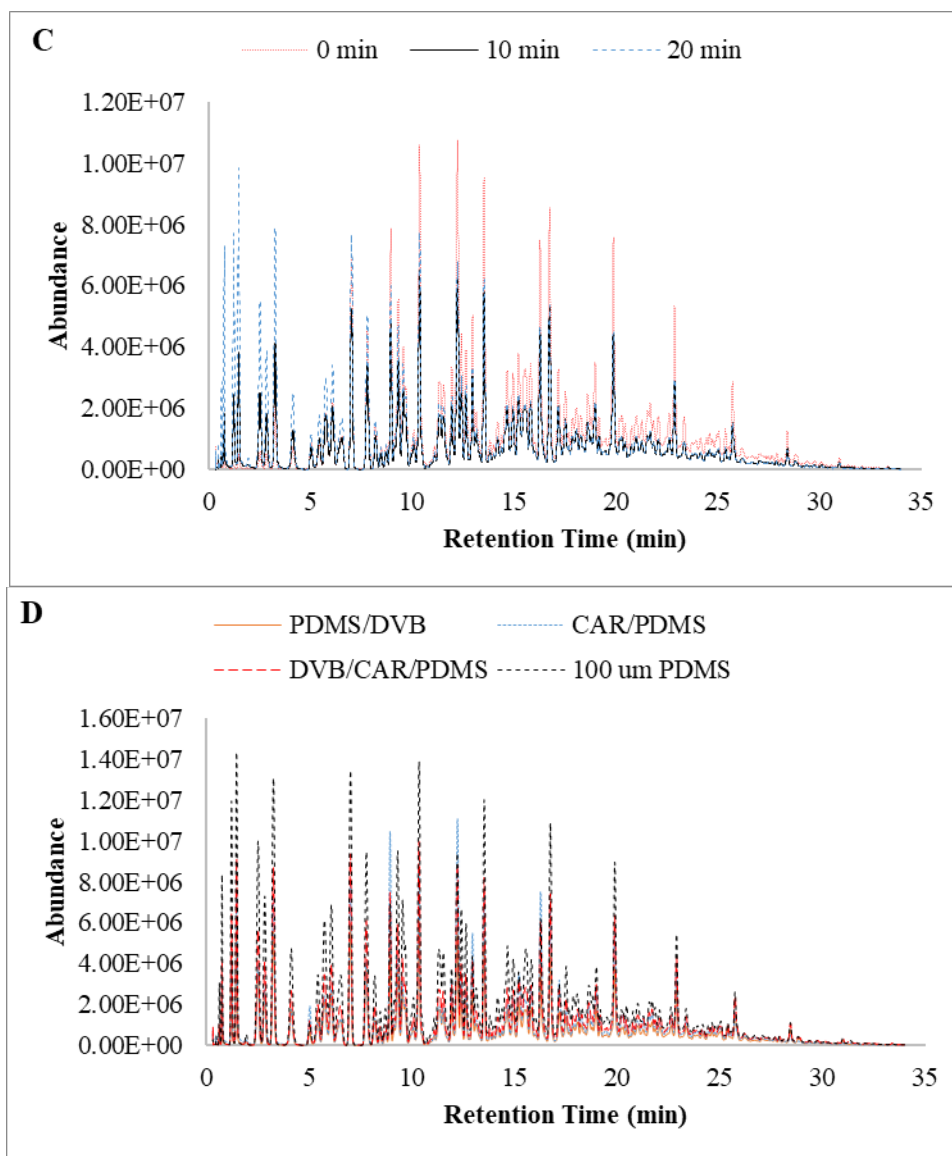 C
0 min 10 min 20 min
1.20E+07
1.00E+07
8.00E+06
6.00E+06
4.00E+06
2.00E+06
0.00E+00
Abundance
0 5 10 15 20 25 30 35
Retention Time (min)
D
PDMS/DVB CAR/PDMS
DVB/CAR/PDMS 100 um PDMS
1.60E+07
1.40E+07
1.20E+07
1.00E+07
8.00E+06
6.00E+06
4.00E+06
2.00E+06
0.00E+00
Abundance
0 5 10 15 20 25 30 35
Retention Time (min)